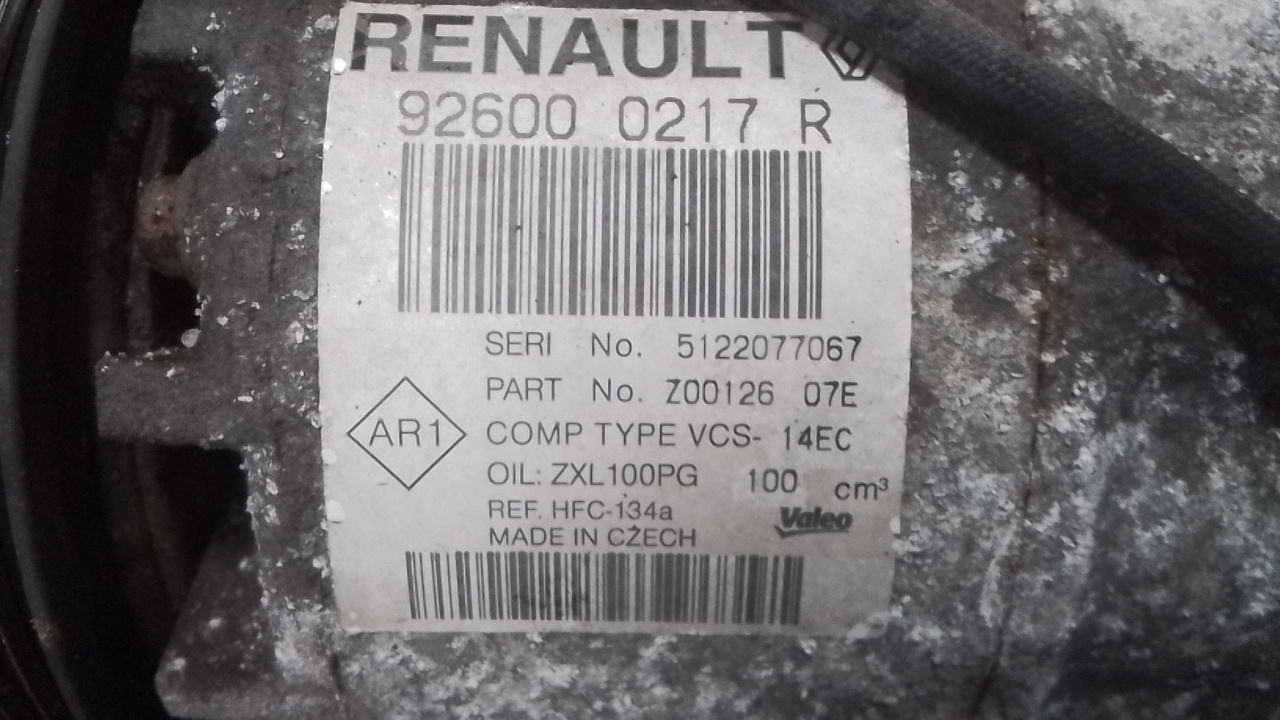 RENAULT
92600 0217 R
SERI No. 5122077067
PART No. Z00126 07E
AR1
COMP TYPE VCS- 14EC
OIL: ZXL100PG 100 cm³
REF. HFC-134a
Valeo
MADE IN CZECH